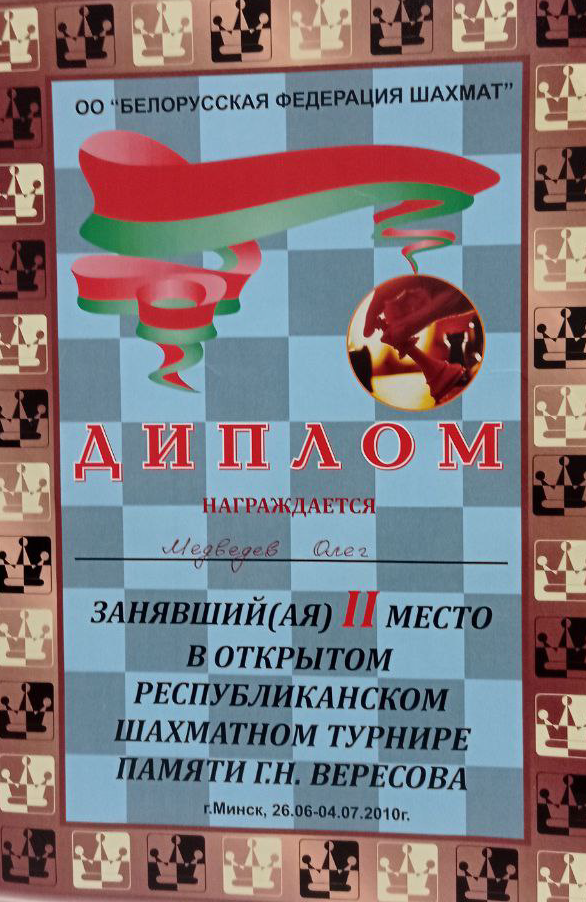 ОО "БЕЛОРУССКАЯ ФЕДЕРАЦИЯ ШАХМАТ"
ДИПЛОМ
НАГРАЖДАЕТСЯ
Медведев Олег
ЗАНЯВШИЙ(АЯ) II МЕСТО
В ОТКРЫТОМ
РЕСПУБЛИКАНСКОМ
ШАХМАТНОМ ТУРНИРЕ
ПАМЯТИ Г.Н. ВЕРЕСОВА
г.Минск, 26.06-04.07.2010г.